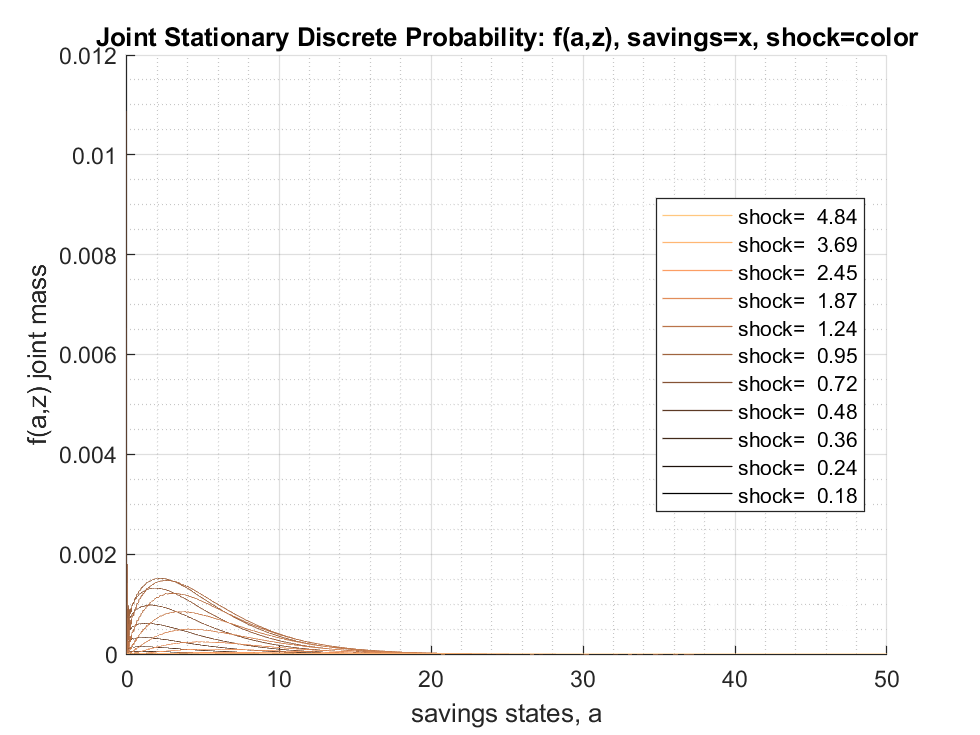 Joint Stationary Discrete Probability: f(a,z), savings=x, shock=color
0.012
0.01
0.008
0.006
0.004
0.002
0
f(a,z) joint mass
shock= 4.84
shock= 3.69
shock= 2.45
shock= 1.87
shock= 1.24
shock= 0.95
shock= 0.72
shock= 0.48
shock= 0.36
shock= 0.24
shock= 0.18
0 10 20 30 40 50
savings states, a